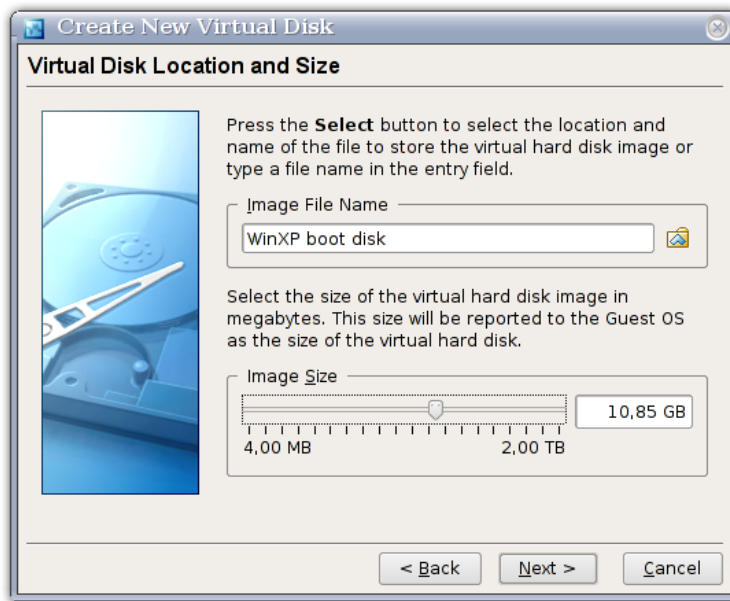 Create New Virtual Disk
Virtual Disk Location and Size
Press the Select button to select the location and
name of the file to store the virtual hard disk image or
type a file name in the entry field.
Image File Name
WinXP boot disk
Select the size of the virtual hard disk image in
megabytes. This size will be reported to the Guest OS
as the size of the virtual hard disk.
Image Size
10,85 GB
4,00 MB 2,00 TB
< Back Next > Cancel